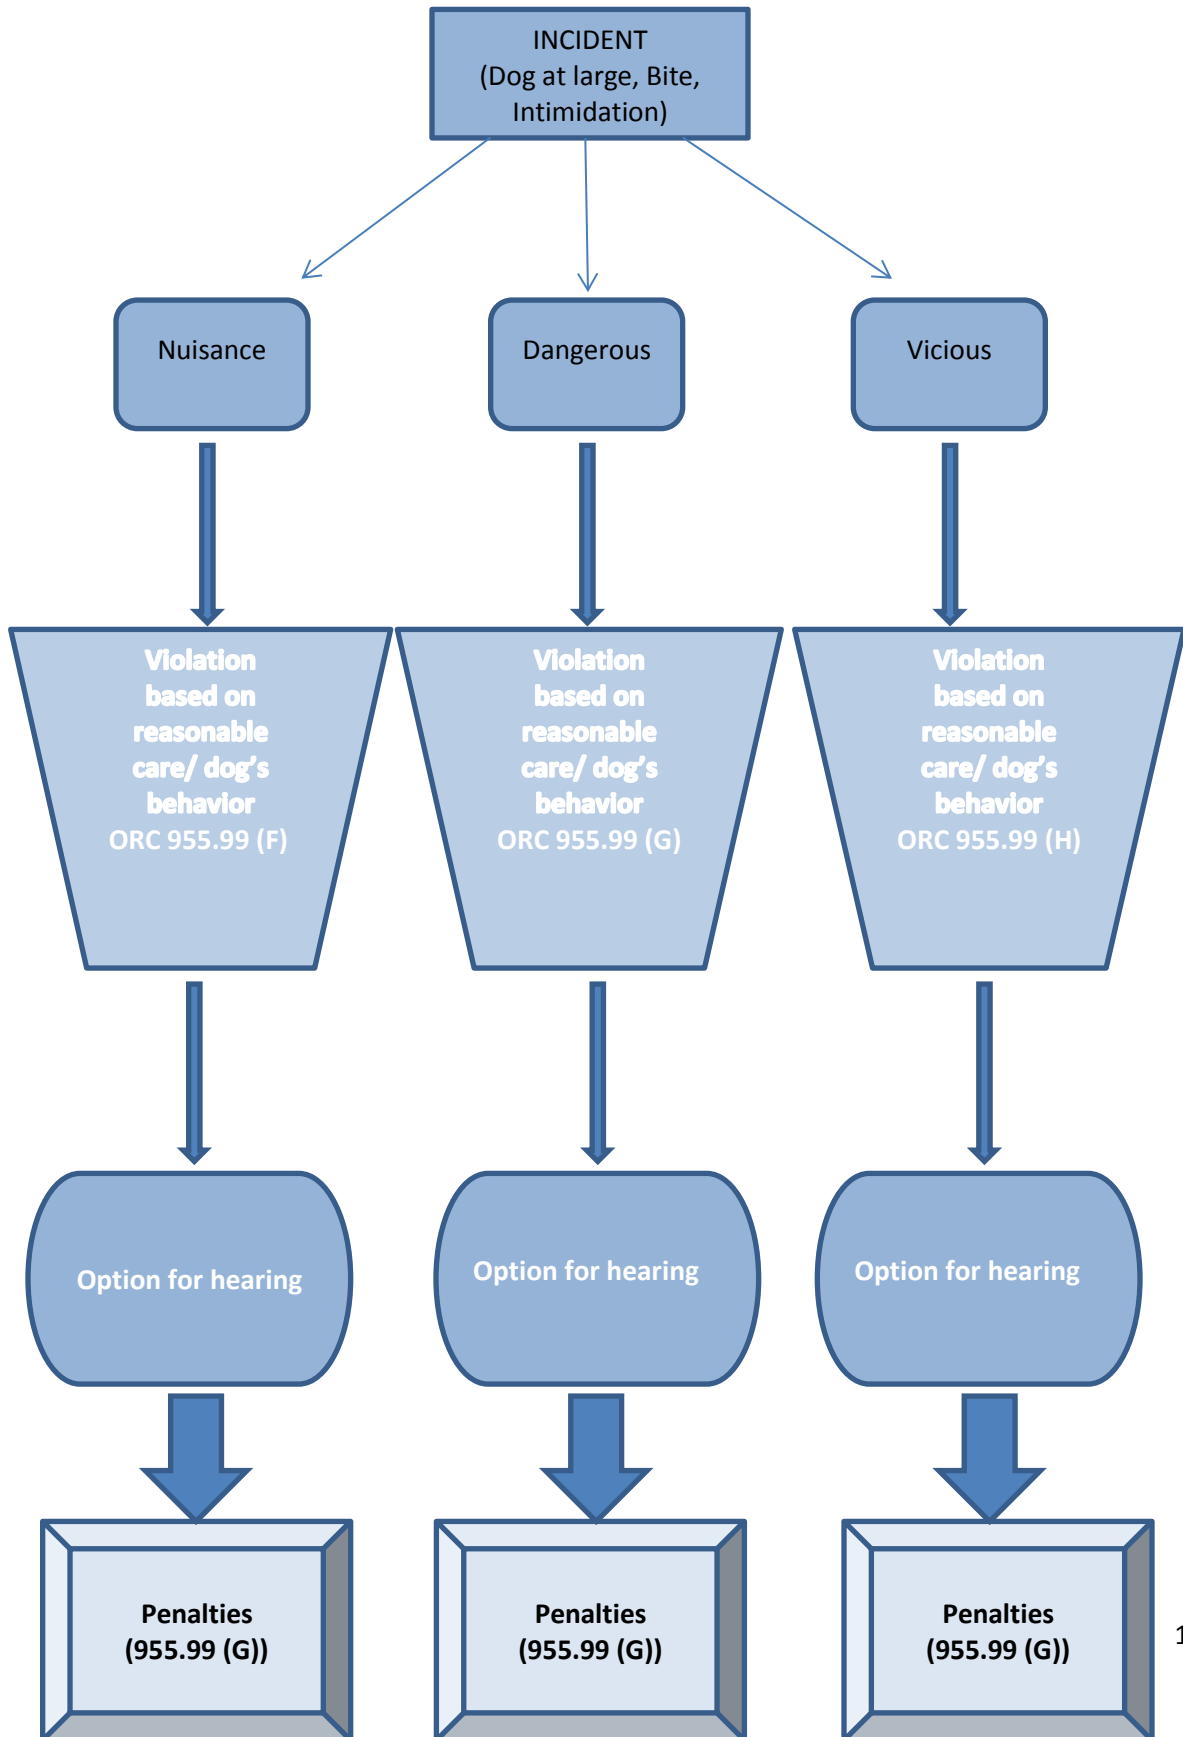 INCIDENT
(Dog at large, Bite,
Intimidation)
Nuisance
Dangerous
Vicious
Violation
based on
reasonable
care/ dog’s
behavior
ORC 955.99 (F)
Violation
based on
reasonable
care/ dog’s
behavior
ORC 955.99 (G)
Violation
based on
reasonable
care/ dog’s
behavior
ORC 955.99 (H)
Option for hearing
Option for hearing
Option for hearing
Penalties
(955.99 (G))
Penalties
(955.99 (G))
Penalties
(955.99 (G))
1